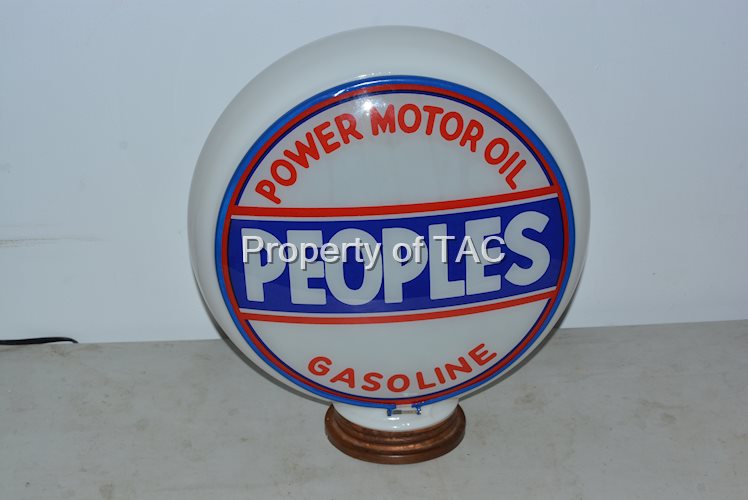 POWER MOTOR OIL
PEOPLES
Property of TAC
GASOLINE